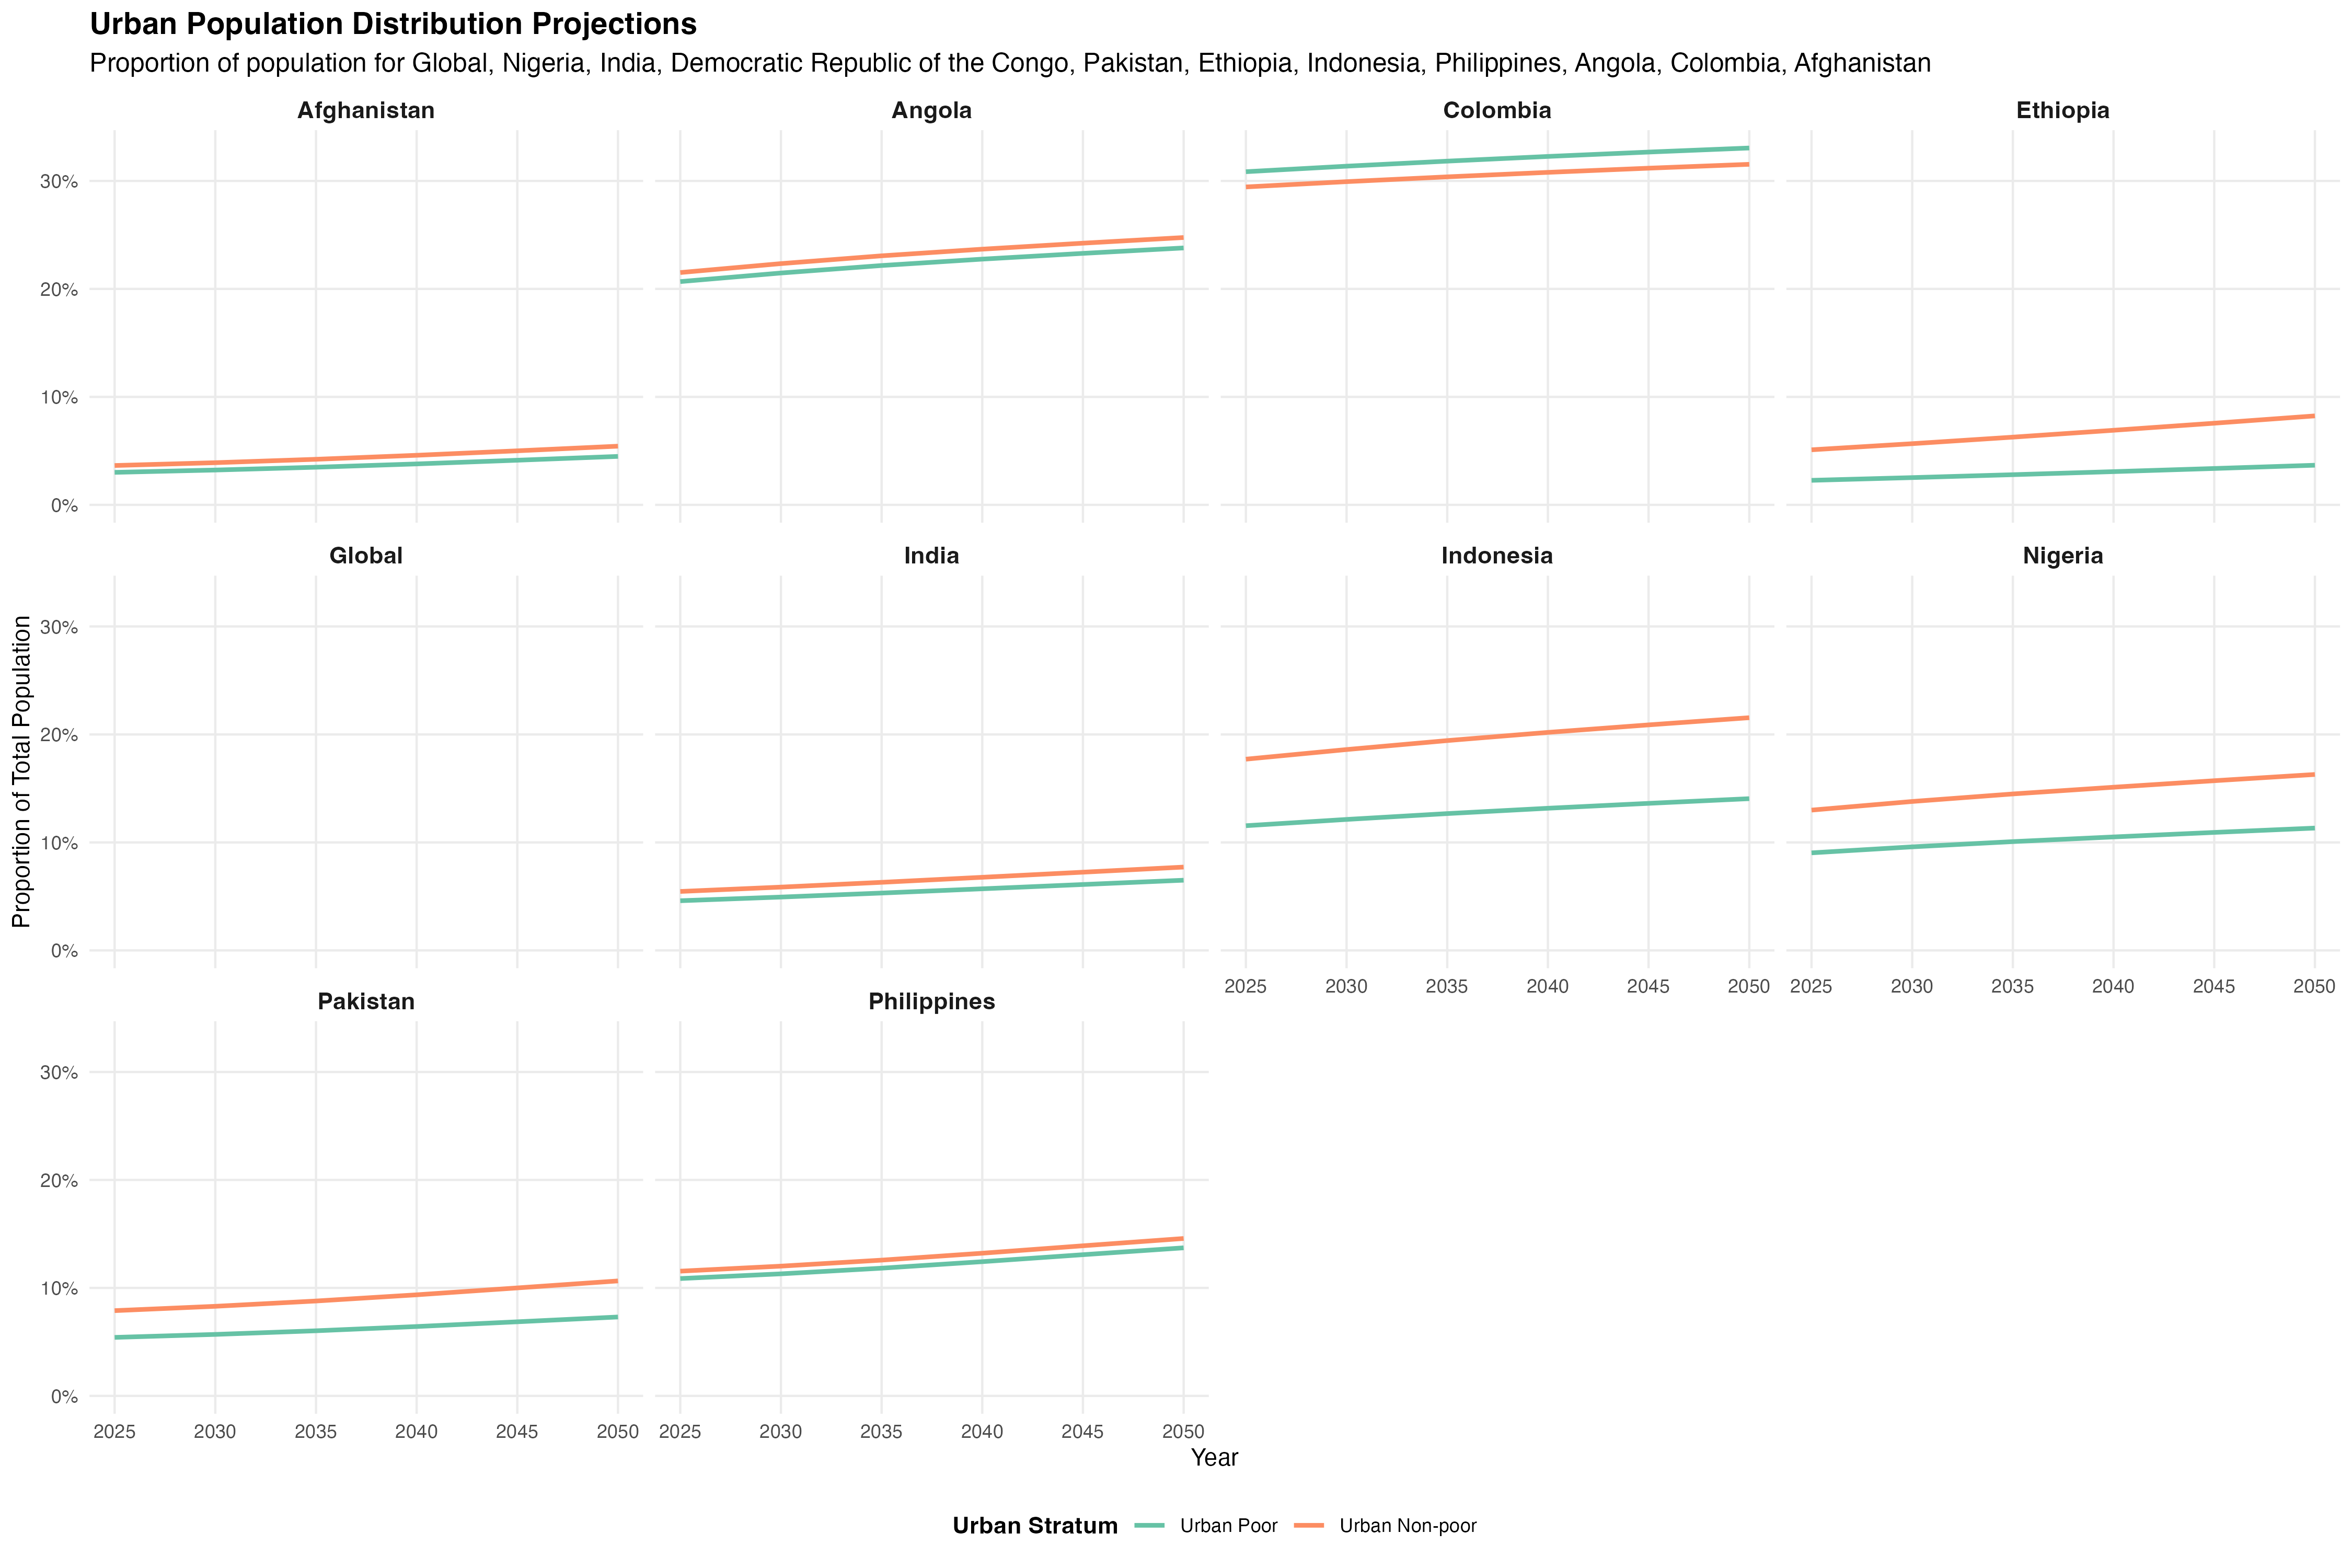 Urban Population Distribution Projections
Proportion of population for Global, Nigeria, India, Democratic Republic of the Congo, Pakistan, Ethiopia, Indonesia, Philippines, Angola, Colombia, Afghanistan
Afghanistan Angola Colombia Ethiopia
30%
20%
10%
0%
Global India Indonesia Nigeria
Proportion of Total Population
30%
20%
10%
0%
2025 2030 2035 2040 2045 2050 2025 2030 2035 2040 2045 2050
Pakistan Philippines
30%
20%
10%
0%
2025 2030 2035 2040 2045 2050 2025 2030 2035 2040 2045 2050
Year
Urban Stratum Urban Poor Urban Non-poor